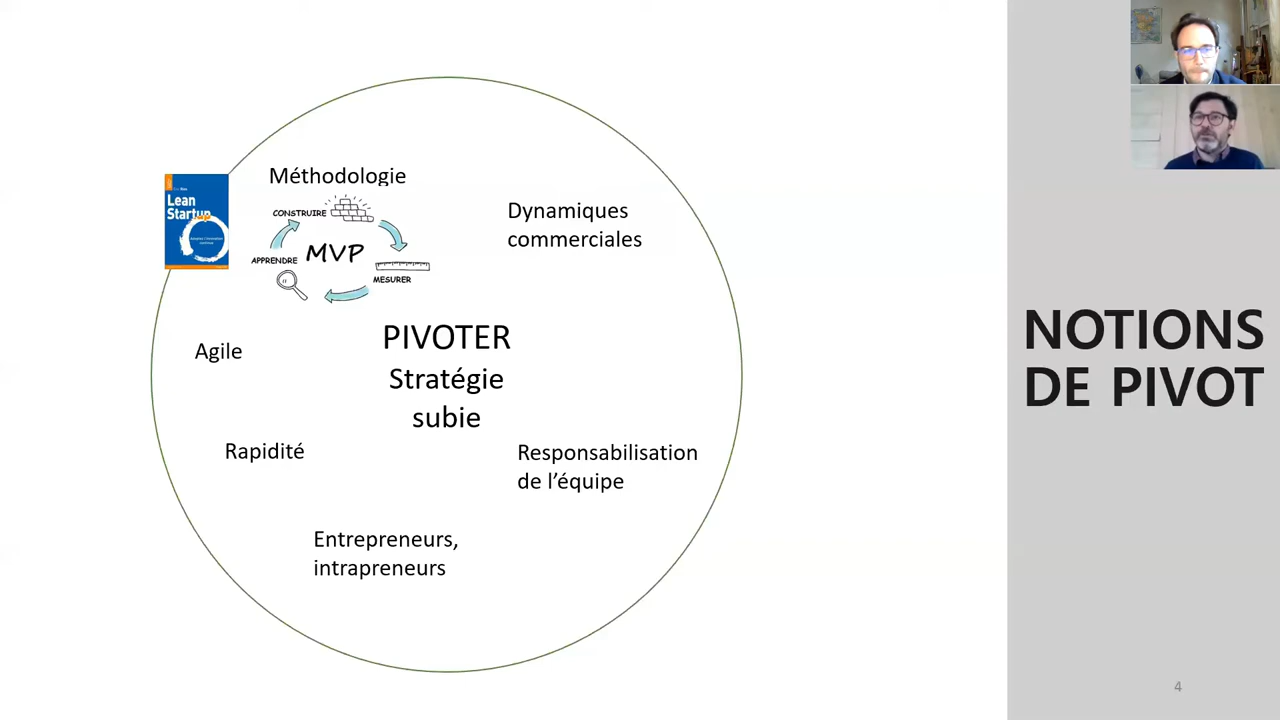 Méthodologie
Lean
Startup
CONSTRUIRE
MVP
APPRENDRE
MESURER
Dynamiques
commerciales
PIVOTER
Stratégie
subie
Agile
Rapidité
Responsabilisation
de l’équipe
Entrepreneurs,
intrapreneurs
NOTIONS
DE PIVOT
4